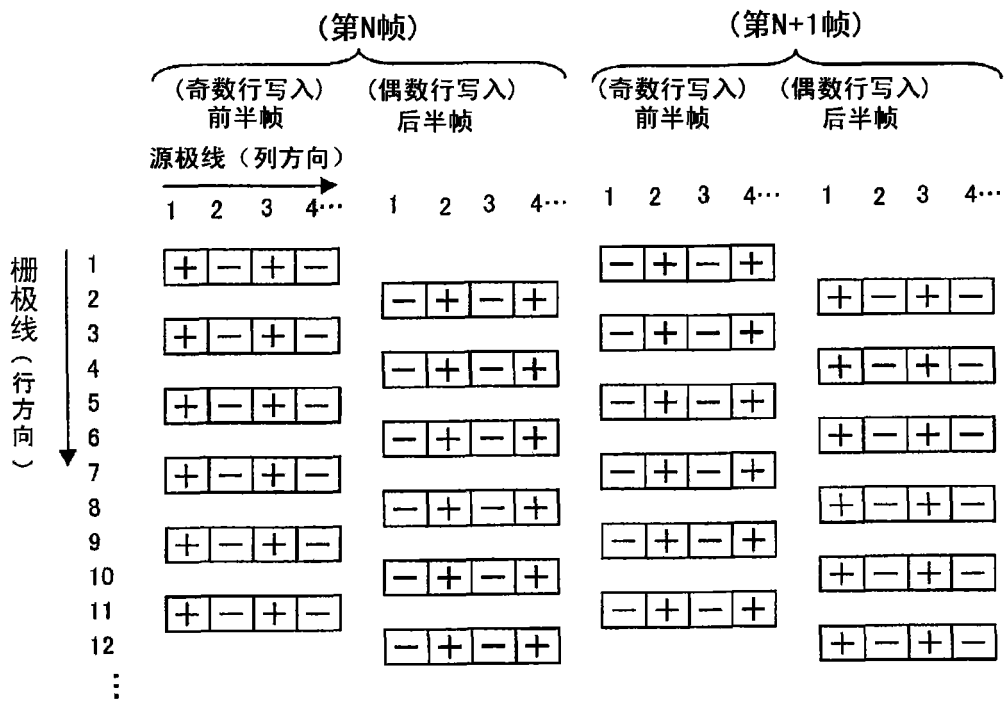 (第N帧) (第N+1帧)
(奇数行写入) (偶数行写入) (奇数行写入) (偶数行写入)
前半帧 后半帧 前半帧 后半帧
源极线（列方向）
1 2 3 4… 1 2 3 4… 1 2 3 4… 1 2 3 4…
栅极线（行方向）
1 + − + − − + − +
2 − + − + + − + −
3 + − + − − + − +
4 − + − + + − + −
5 + − + − − + − +
6 − + − + + − + −
7 + − + − − + − +
8 − + − + + − + −
9 + − + − − + − +
10 − + − + + − + −
11 + − + − − + − +
12 − + − + + − + −
⋮